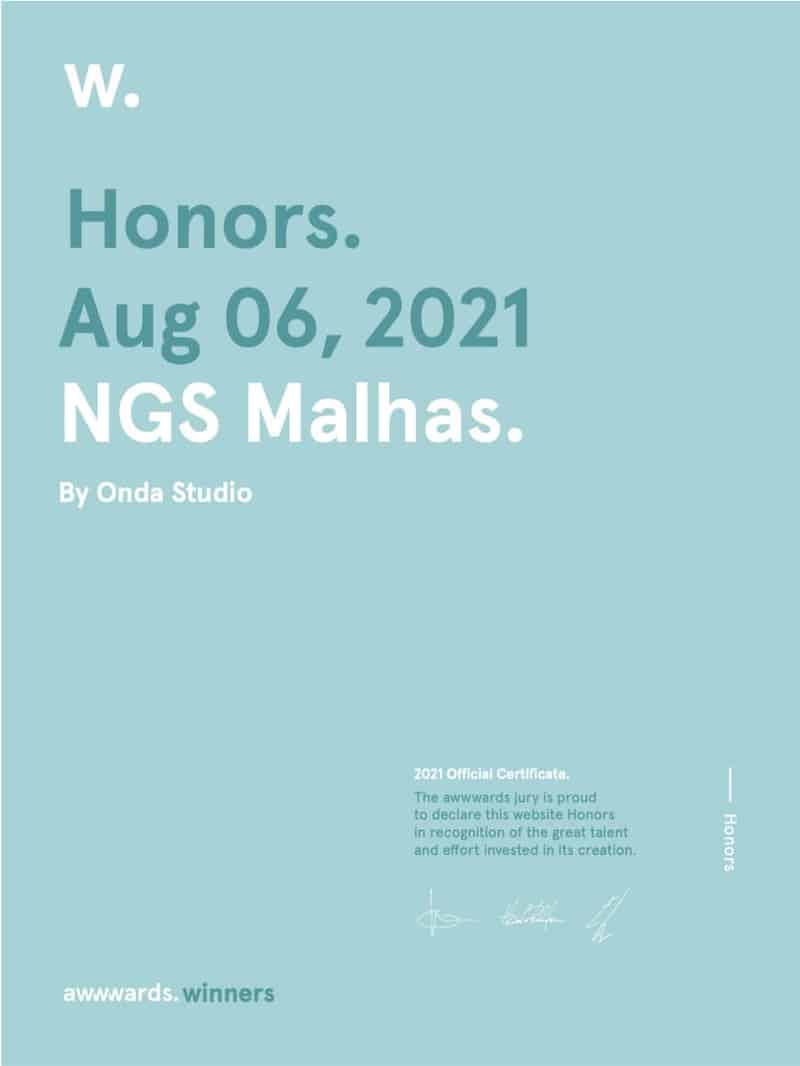 w.
Honors.
Aug 06, 2021
NGS Malhas.
By Onda Studio
2021 Official Certificate.
The awwwards jury is proud
to declare this website Honors
in recognition of the great talent
and effort invested in its creation.
Honors
awwwards.winners